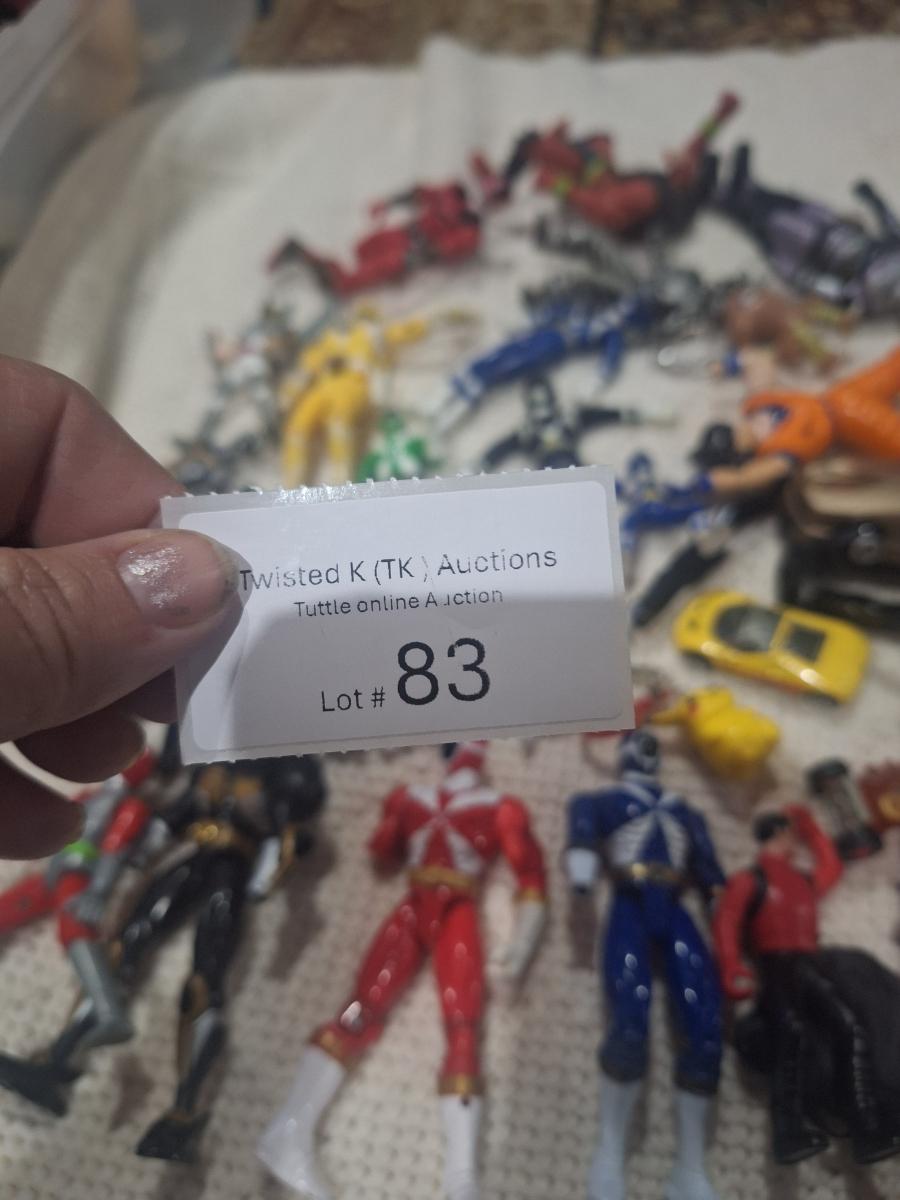 Twisted K (TK ) Auctions
Tuttle online Auction
Lot # 83